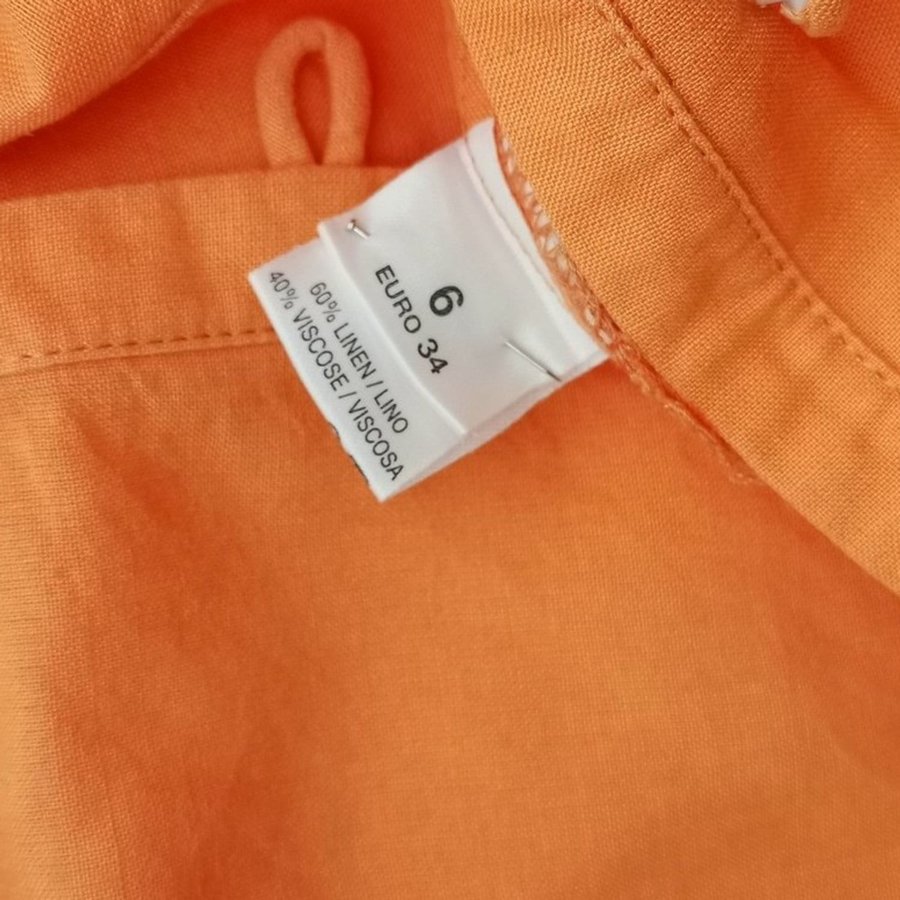 6
EURO 34
60% LINEN / LINO
40% VISCOSE / VISCOSA